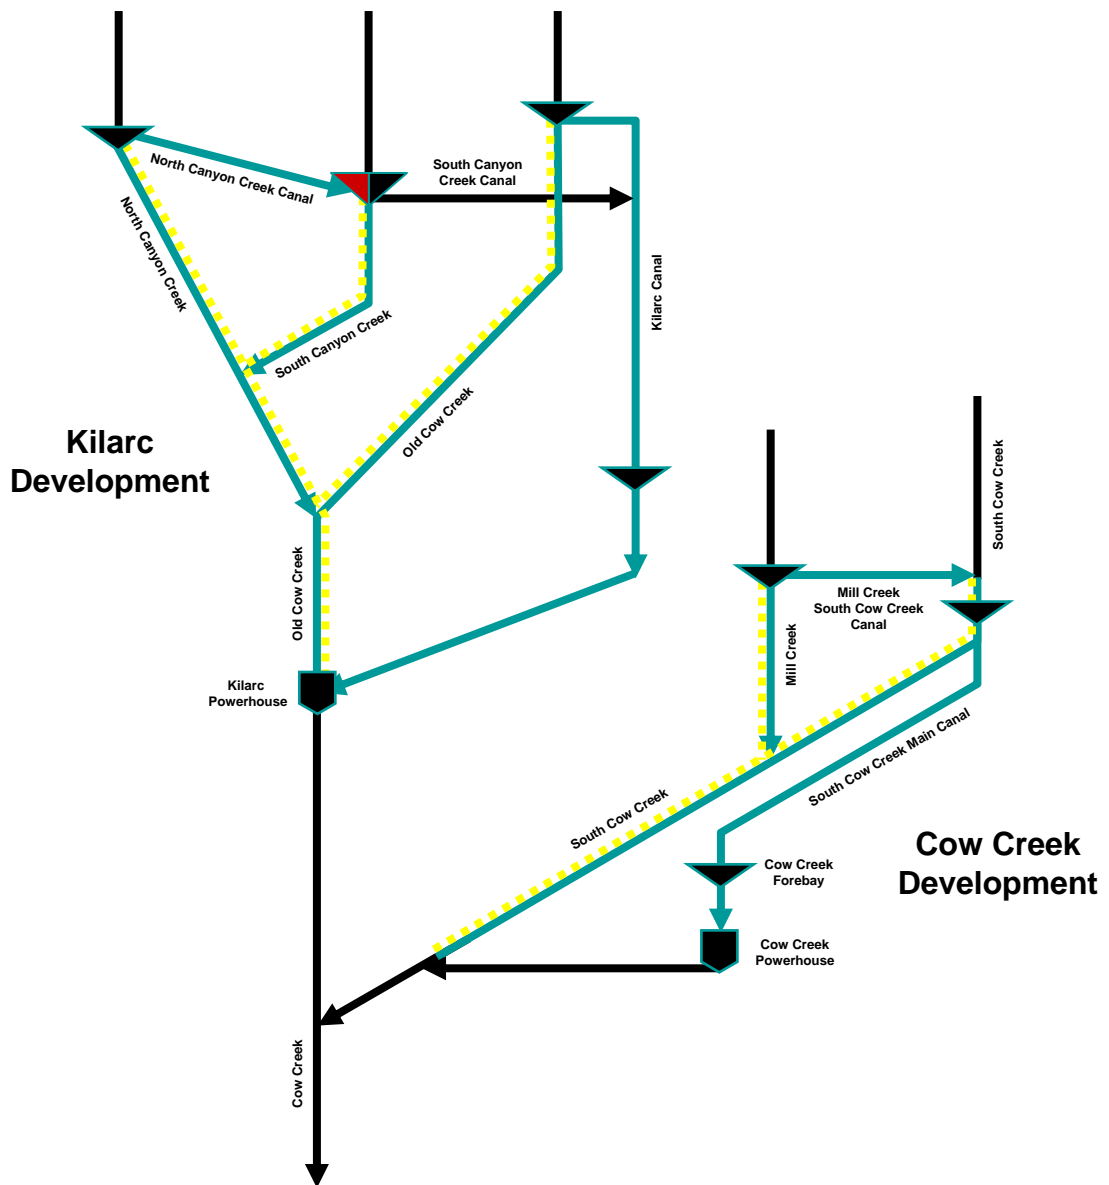 North Canyon Creek Canal
South Canyon
Creek Canal
North Canyon Creek
South Canyon Creek
Kilarc Canal
Old Cow Creek
Kilarc
Development
South Cow Creek
Old Cow Creek
Mill Creek
South Cow Creek
Canal
Mill Creek
Kilarc
Powerhouse
South Cow Creek Main Canal
South Cow Creek
Cow Creek
Development
Cow Creek
Forebay
Cow Creek
Powerhouse
Cow Creek